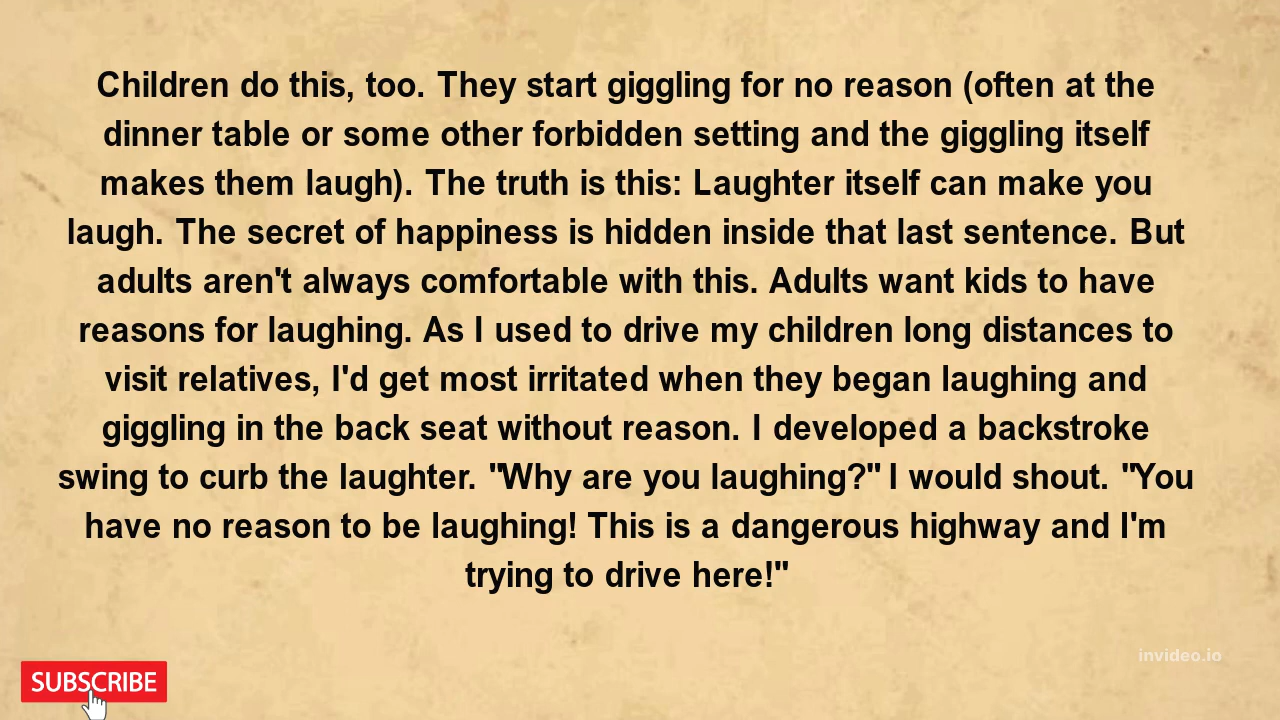 Children do this, too. They start giggling for no reason (often at the
dinner table or some other forbidden setting and the giggling itself
makes them laugh). The truth is this: Laughter itself can make you
laugh. The secret of happiness is hidden inside that last sentence. But
adults aren't always comfortable with this. Adults want kids to have
reasons for laughing. As I used to drive my children long distances to
visit relatives, I'd get most irritated when they began laughing and
giggling in the back seat without reason. I developed a backstroke
swing to curb the laughter. "Why are you laughing?" I would shout. "You
have no reason to be laughing! This is a dangerous highway and I'm
trying to drive here!"
invideo.io
SUBSCRIBE